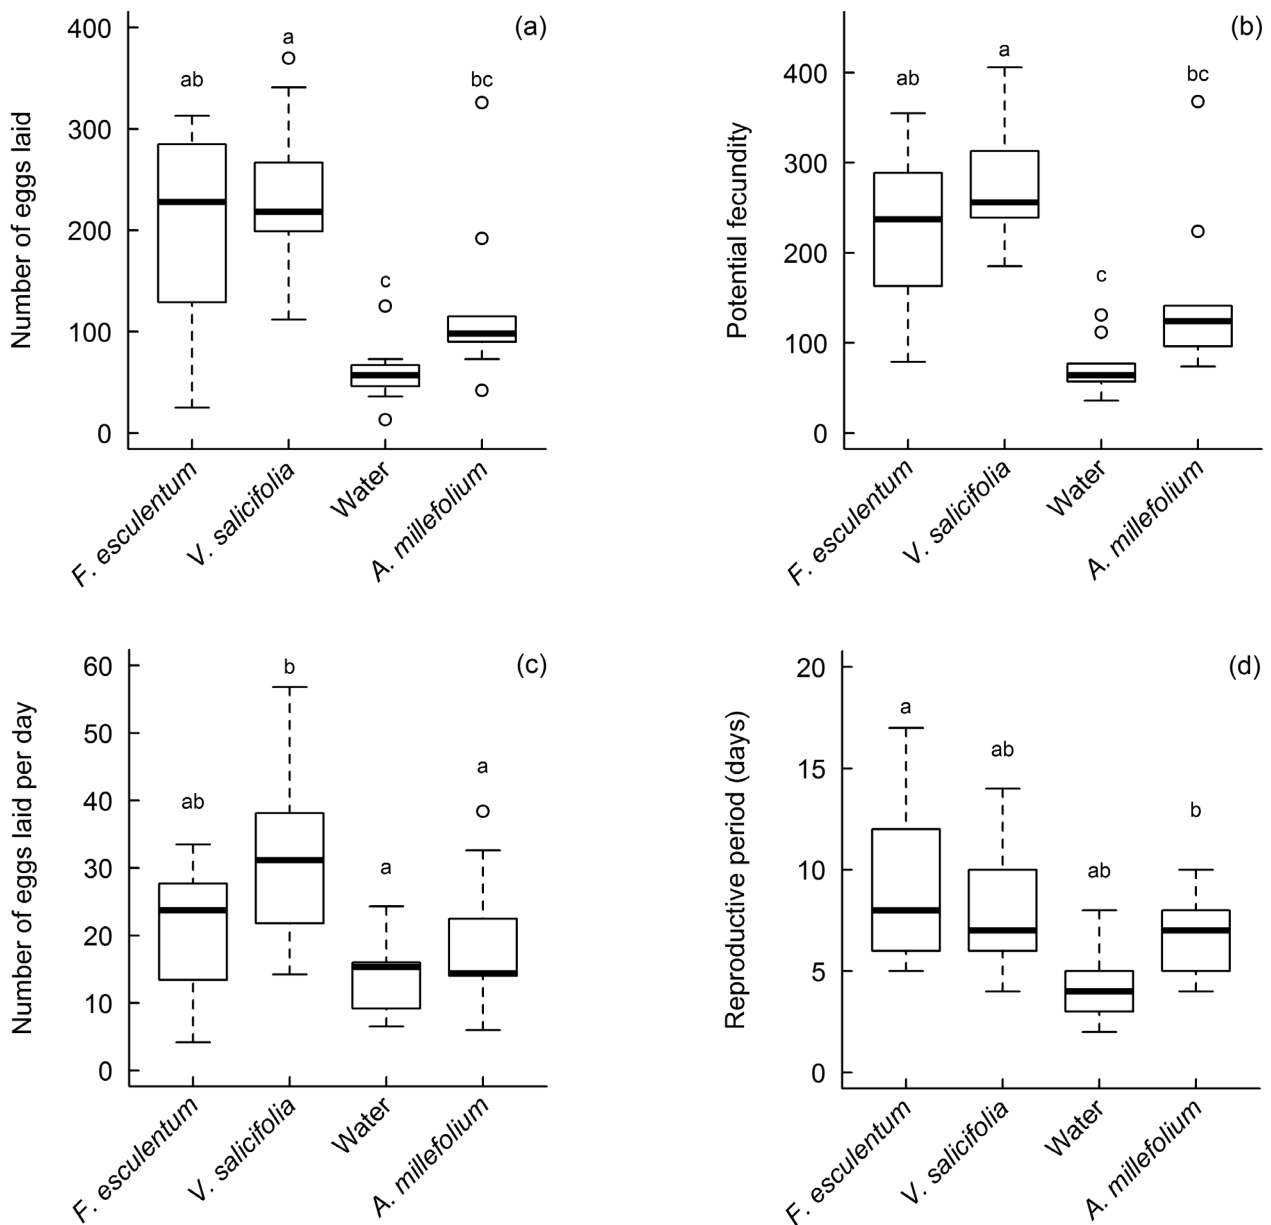 (a)
Number of eggs laid
400
300
200
100
0
ab
a
c
bc
F. esculentum
V. salicifolia
Water
A. millefolium
(b)
Potential fecundity
400
300
200
100
0
ab
a
c
bc
F. esculentum
V. salicifolia
Water
A. millefolium
(c)
Number of eggs laid per day
60
50
40
30
20
10
0
ab
b
a
a
F. esculentum
V. salicifolia
Water
A. millefolium
(d)
Reproductive period (days)
20
15
10
5
0
a
ab
ab
b
F. esculentum
V. salicifolia
Water
A. millefolium